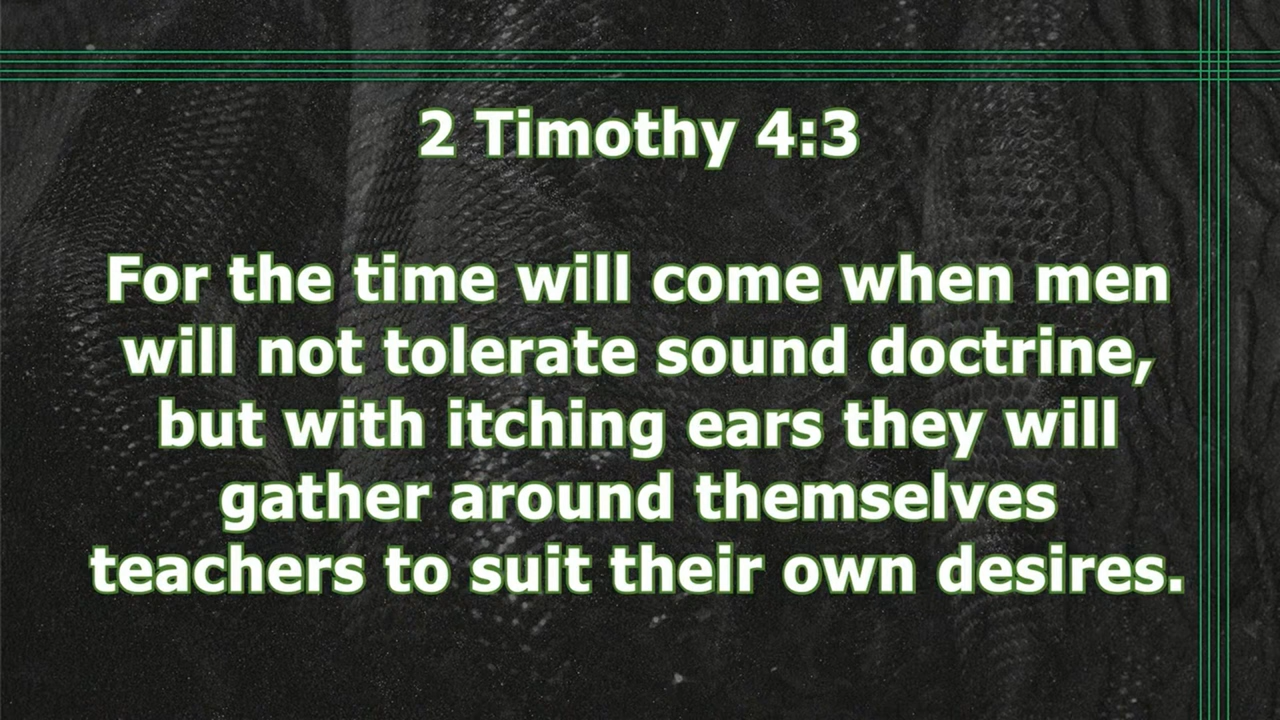 2 Timothy 4:3
For the time will come when men
will not tolerate sound doctrine,
but with itching ears they will
gather around themselves
teachers to suit their own desires.